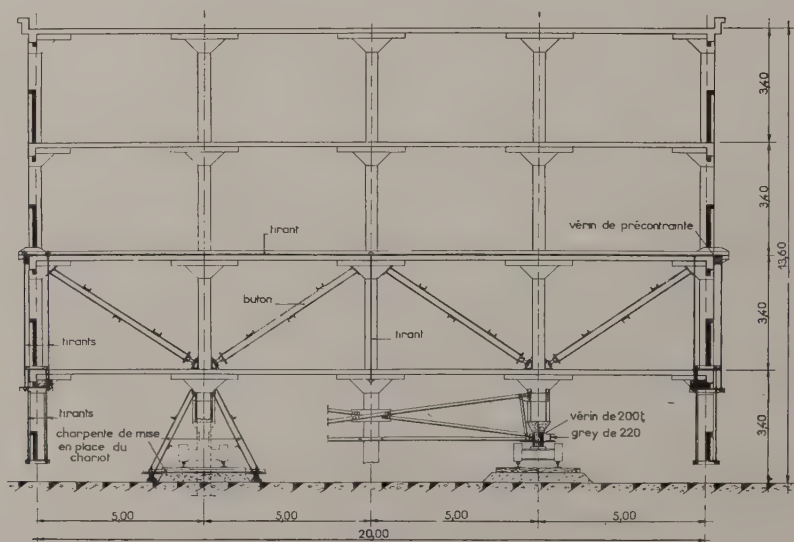 3,40
tirant
vérin de précontrainte
3,40
13,60
buton
tirant
3,40
tirants
tirants
charpente de mise
en place du
chariot
vérin de 200t,
grey de 220
3,40
5,00
5,00
5,00
5,00
20,00